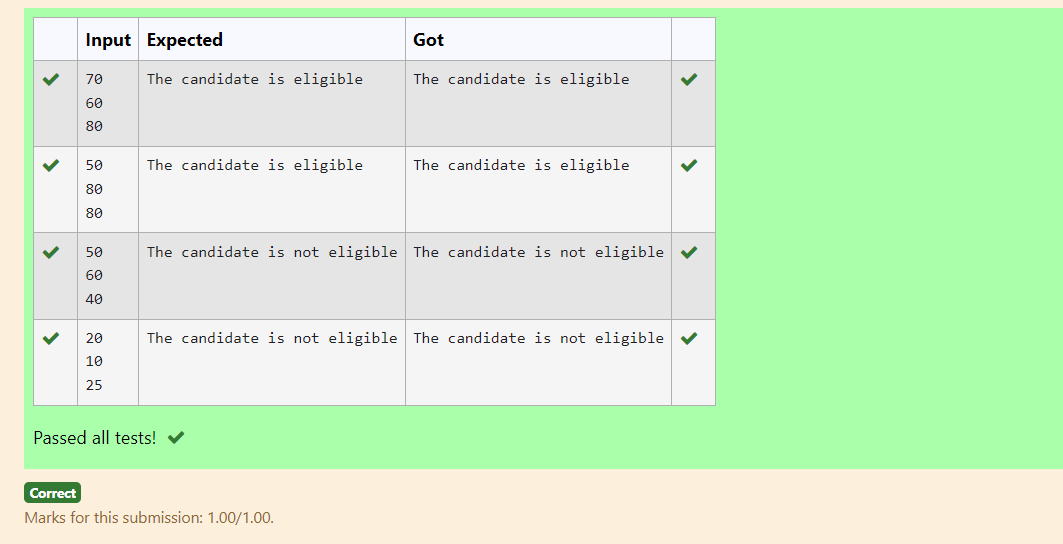 Input Expected Got
70 The candidate is eligible The candidate is eligible
60
80
50 The candidate is eligible The candidate is eligible
80
80
50 The candidate is not eligible The candidate is not eligible
60
40
20 The candidate is not eligible The candidate is not eligible
10
25
Passed all tests!
Correct
Marks for this submission: 1.00/1.00.